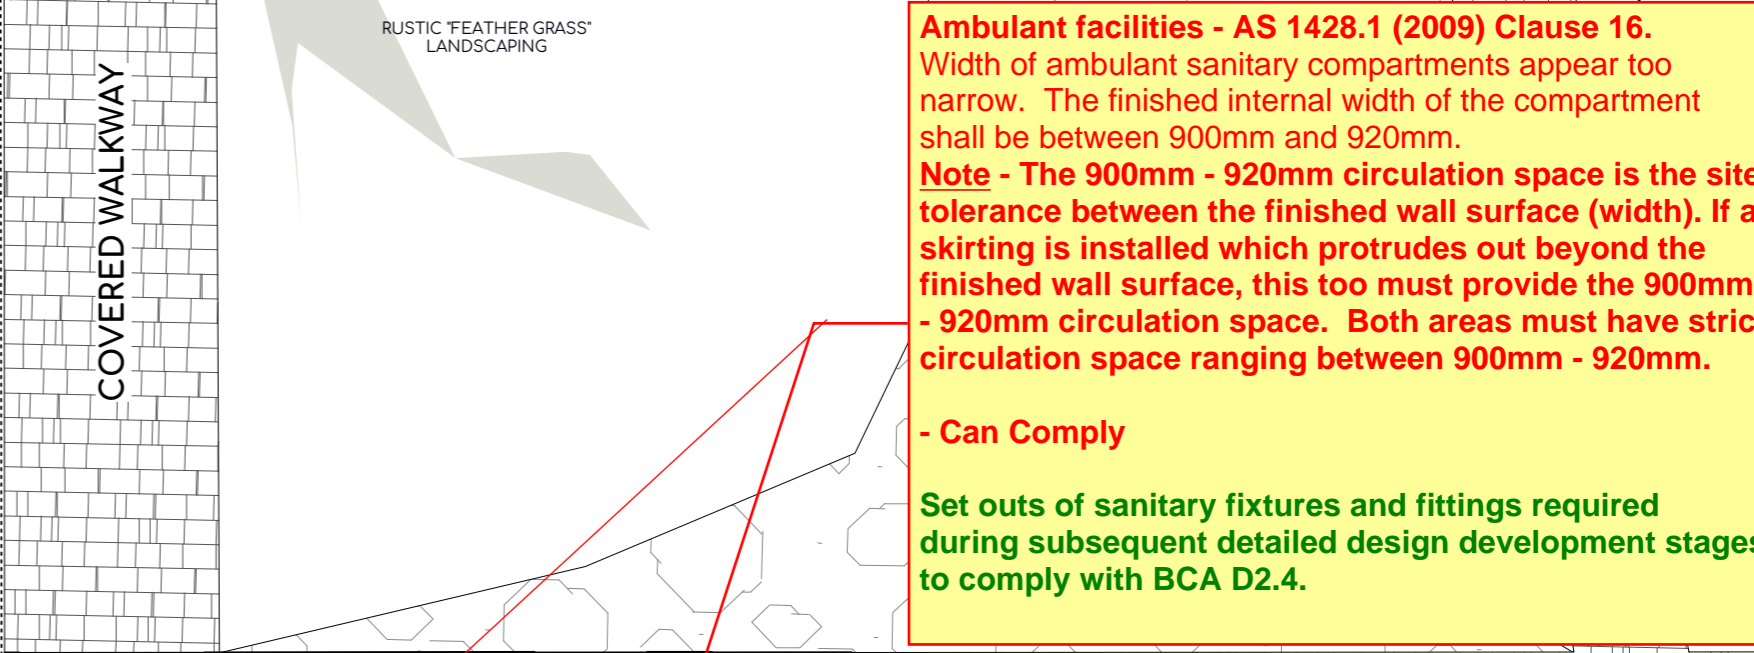 RUSTIC "FEATHER GRASS"
LANDSCAPING
COVERED WALKWAY
Ambulant facilities - AS 1428.1 (2009) Clause 16.
Width of ambulant sanitary compartments appear too
narrow. The finished internal width of the compartment
shall be between 900mm and 920mm.
Note - The 900mm - 920mm circulation space is the site
tolerance between the finished wall surface (width). If a
skirting is installed which protrudes out beyond the
finished wall surface, this too must provide the 900mm
- 920mm circulation space. Both areas must have stric
circulation space ranging between 900mm - 920mm.
- Can Comply
Set outs of sanitary fixtures and fittings required
during subsequent detailed design development stages
to comply with BCA D2.4.